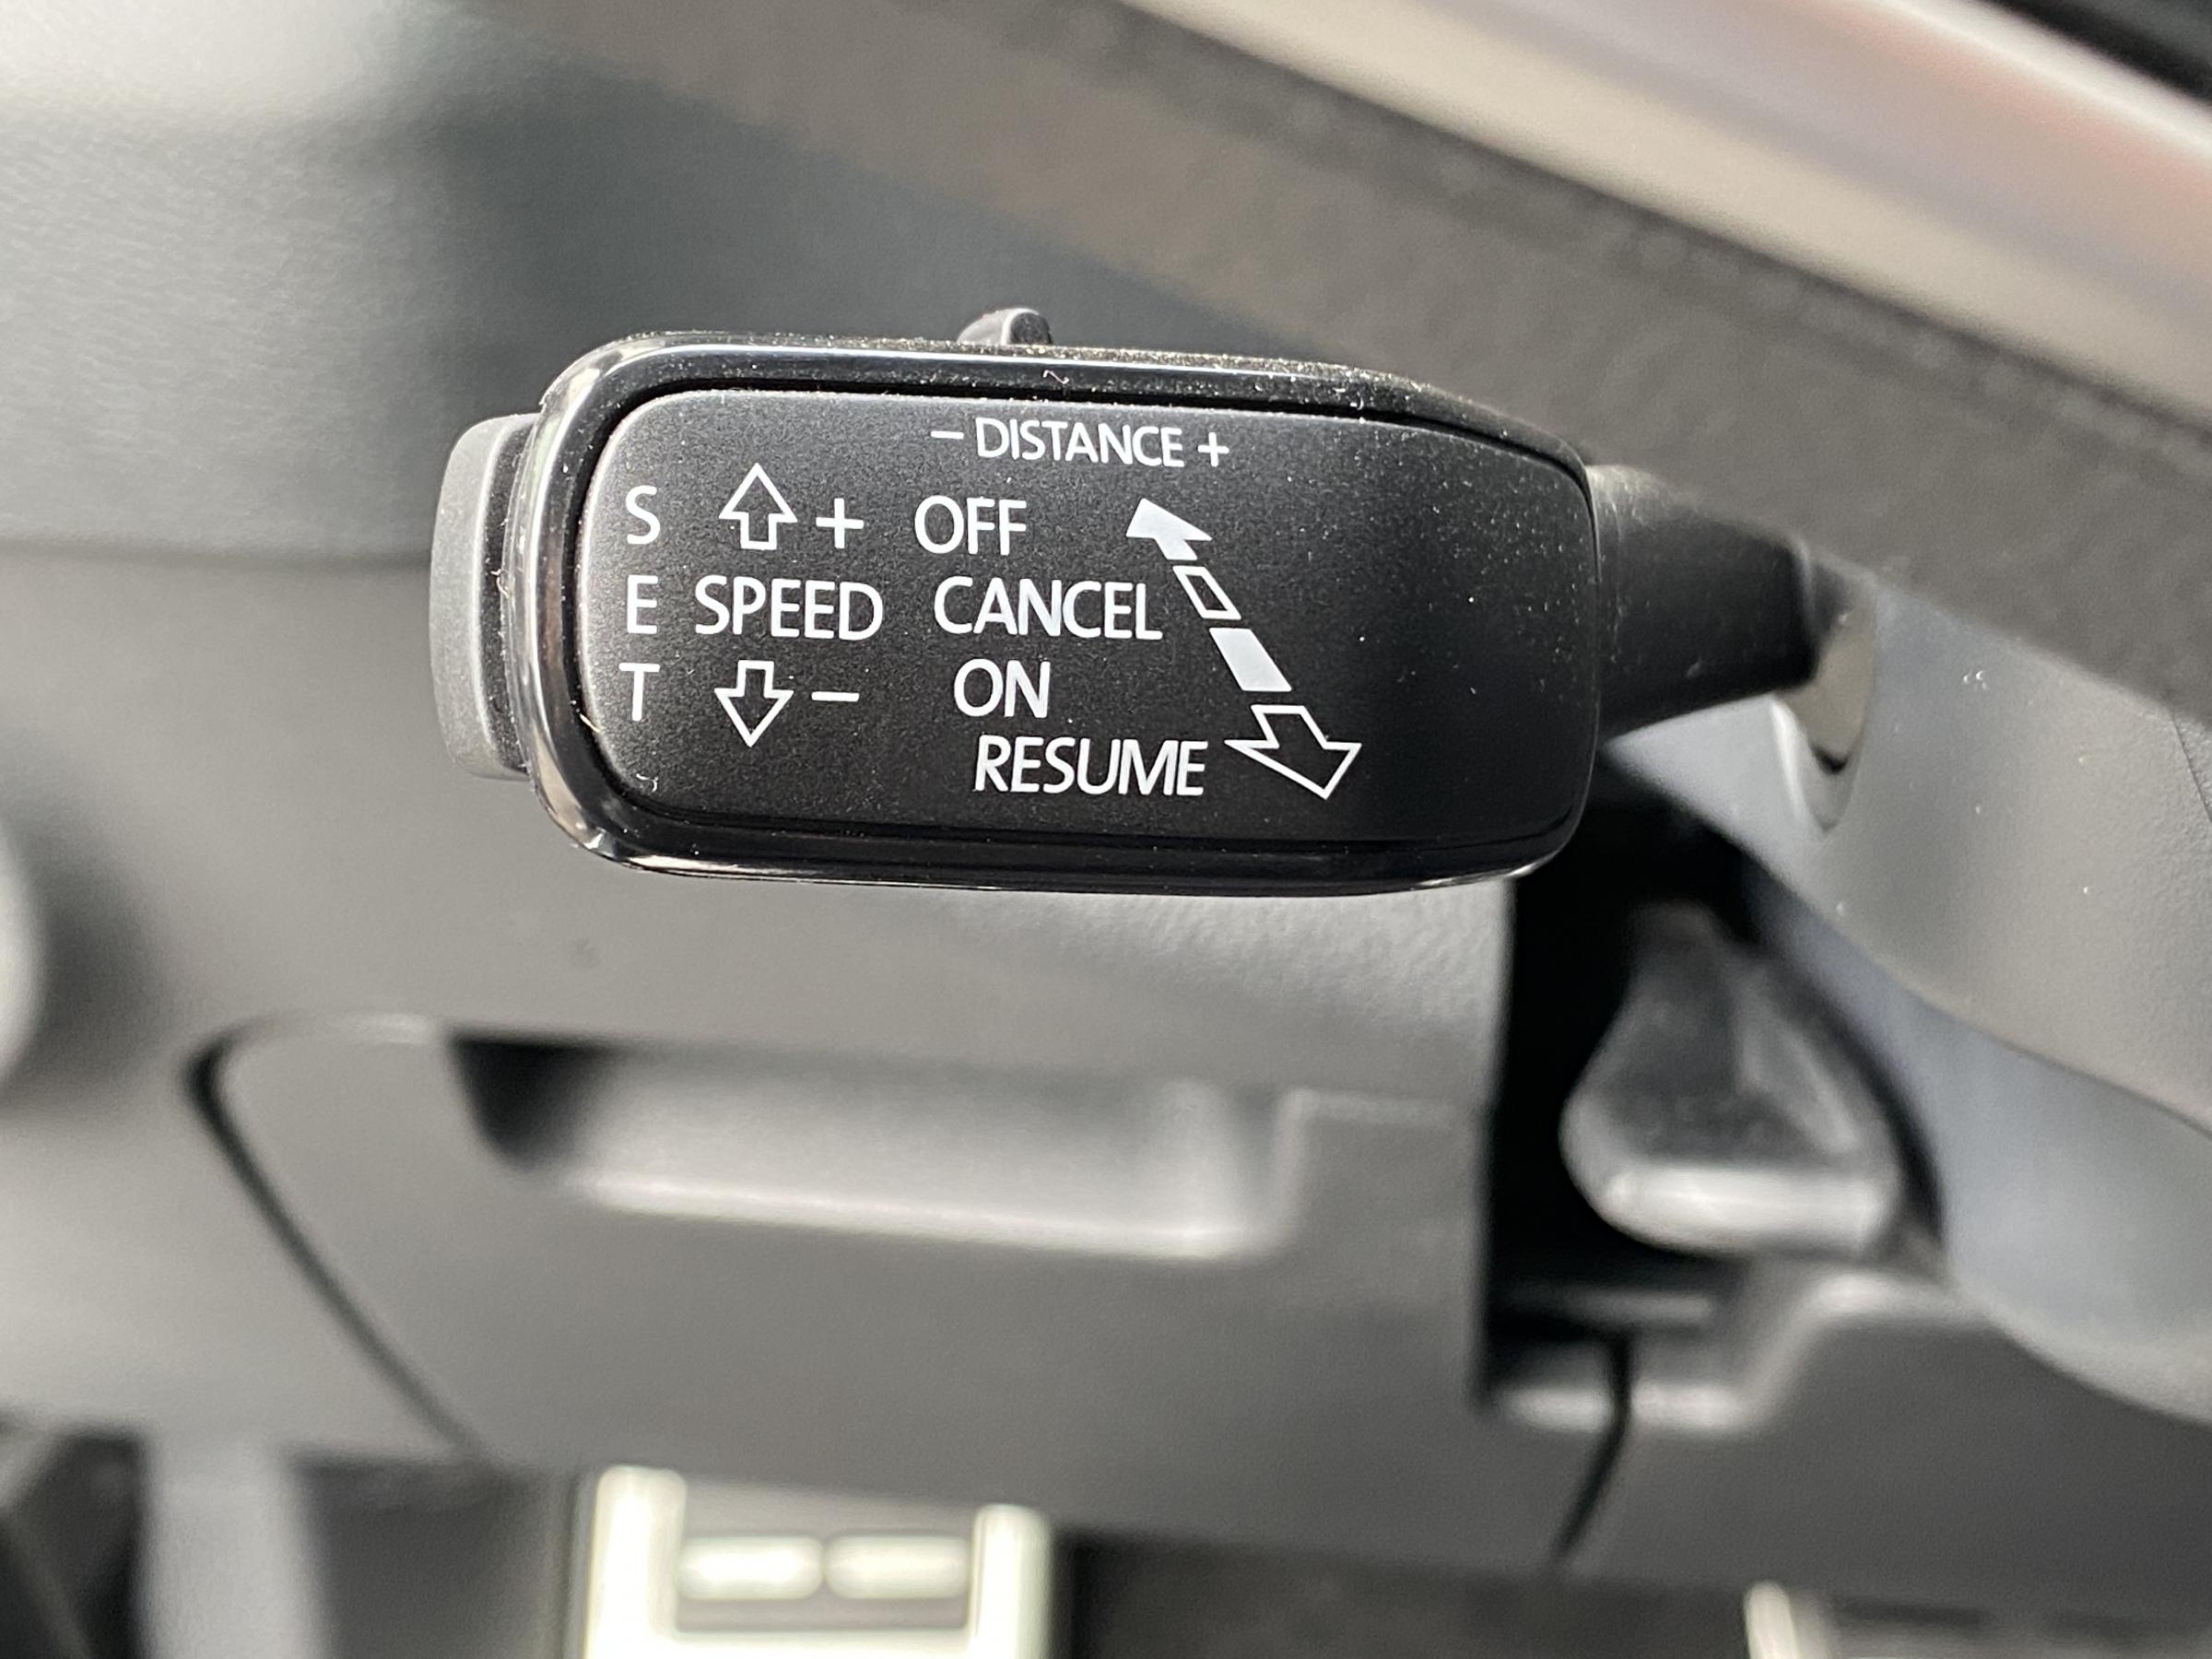 – DISTANCE +
S + OFF
E SPEED CANCEL
T – ON
RESUME